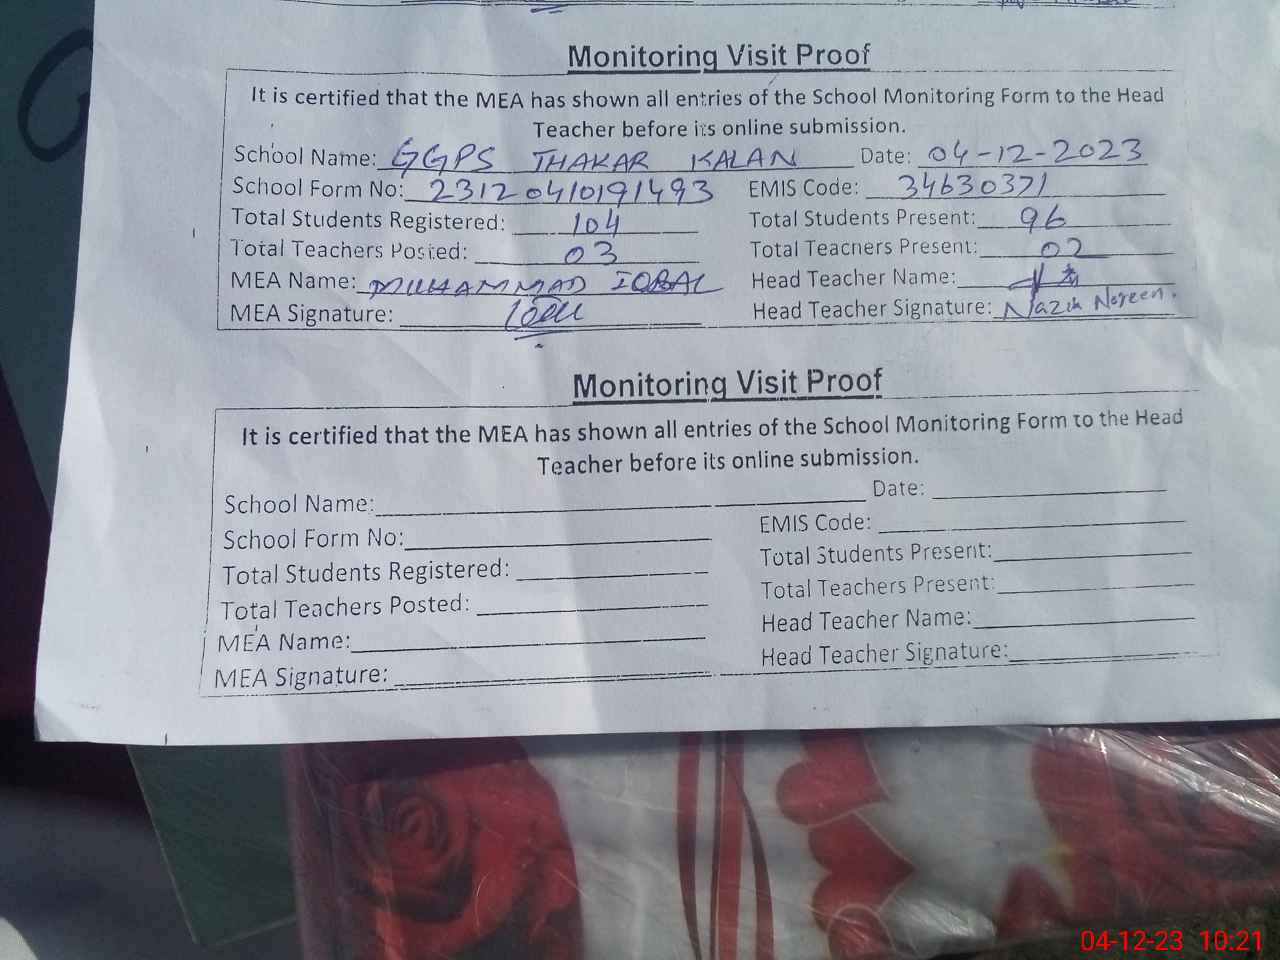 Monitoring Visit Proof
It is certified that the MEA has shown all entries of the School Monitoring Form to the Head
Teacher before its online submission.
School Name: GGPS THAKAR KALAN Date: 04-12-2023
School Form No: 23120410191493 EMIS Code: 34630371
Total Students Registered: 104 Total Students Present: 96
Total Teachers Posted: 03 Total Teachers Present: 02
MEA Name: MUHAMMAD IQBAL Head Teacher Name:
MEA Signature: Head Teacher Signature: Nazia Noreen.
Monitoring Visit Proof
It is certified that the MEA has shown all entries of the School Monitoring Form to the Head
Teacher before its online submission.
School Name: Date:
School Form No: EMIS Code:
Total Students Registered: Total Students Present:
Total Teachers Posted: Total Teachers Present:
MEA Name: Head Teacher Name:
MEA Signature: Head Teacher Signature:
04-12-23 10:21